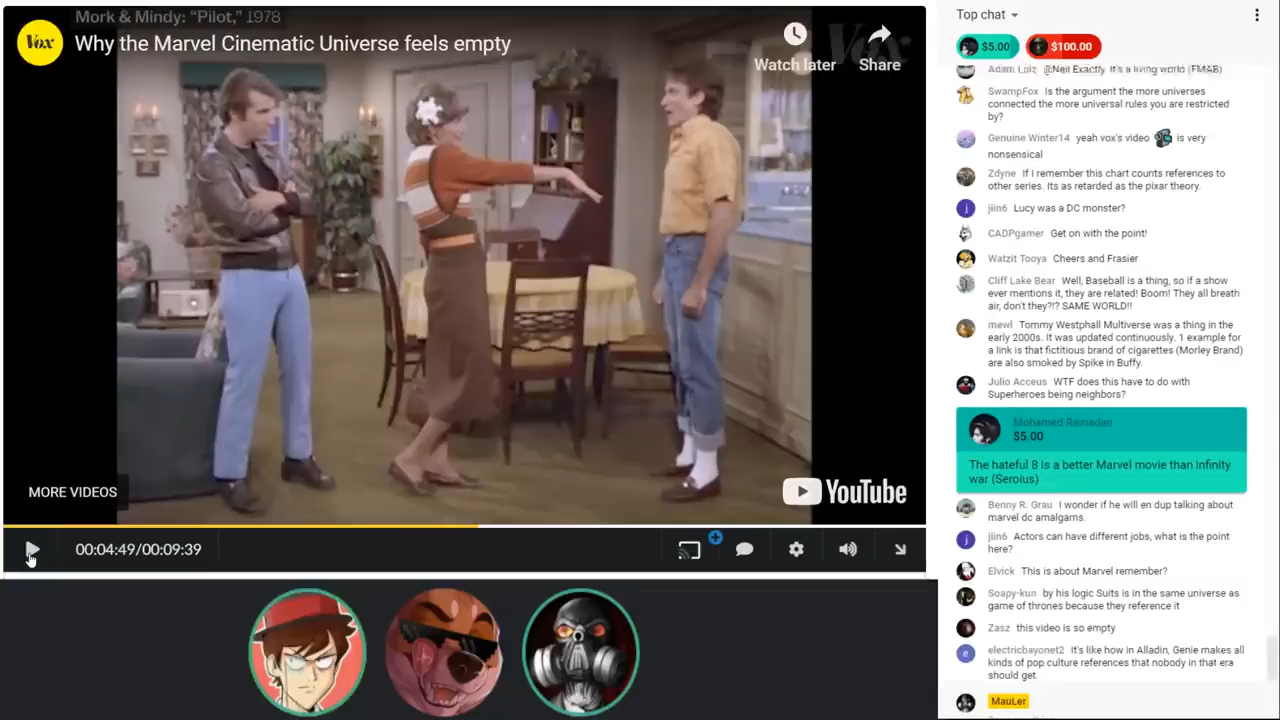 Mork & Mindy: “Pilot,” 1978
Vox
Why the Marvel Cinematic Universe feels empty
Vox
Watch later
Share
MORE VIDEOS
YouTube
00:04:49/00:09:39
Top chat
$5.00
$100.00
Adam Lolz @Neil Exactly. It's a living world (FMAB)
SwampFox Is the argument the more universes
connected the more universal rules you are restricted
by?
Genuine Winter14 yeah vox's video is very
nonsensical
Zdyne If I remember this chart counts references to
other series. Its as retarded as the pixar theory.
j
jiin6 Lucy was a DC monster?
CADPgamer Get on with the point!
Watzit Tooya Cheers and Frasier
Cliff Lake Bear Well, Baseball is a thing, so if a show
ever mentions it, they are related! Boom! They all breath
air, don't they?!? SAME WORLD!!
mewl Tommy Westphall Multiverse was a thing in the
early 2000s. It was updated continuously. 1 example for
a link is that fictitious brand of cigarettes (Morley Brand)
are also smoked by Spike in Buffy.
Julio Acceus WTF does this have to do with
Superheroes being neighbors?
Mohamed Ramadan
$5.00
The hateful 8 is a better Marvel movie than infinity
war (Seroius)
Benny R. Grau I wonder if he will en dup talking about
marvel dc amalgams.
j
jiin6 Actors can have different jobs, what is the point
here?
Elvick This is about Marvel remember?
Soapy-kun by his logic Suits is in the same universe as
game of thrones because they reference it
Zasz this video is so empty
e
electricbayonet2 It's like how in Alladin, Genie makes all
kinds of pop culture references that nobody in that era
should get.
MauLer